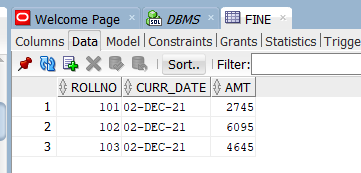 Welcome Page DBMS FINE
Columns Data Model Constraints Grants Statistics Trigge
Sort.. Filter:
ROLLNO CURR_DATE AMT
1 101 02-DEC-21 2745
2 102 02-DEC-21 6095
3 103 02-DEC-21 4645